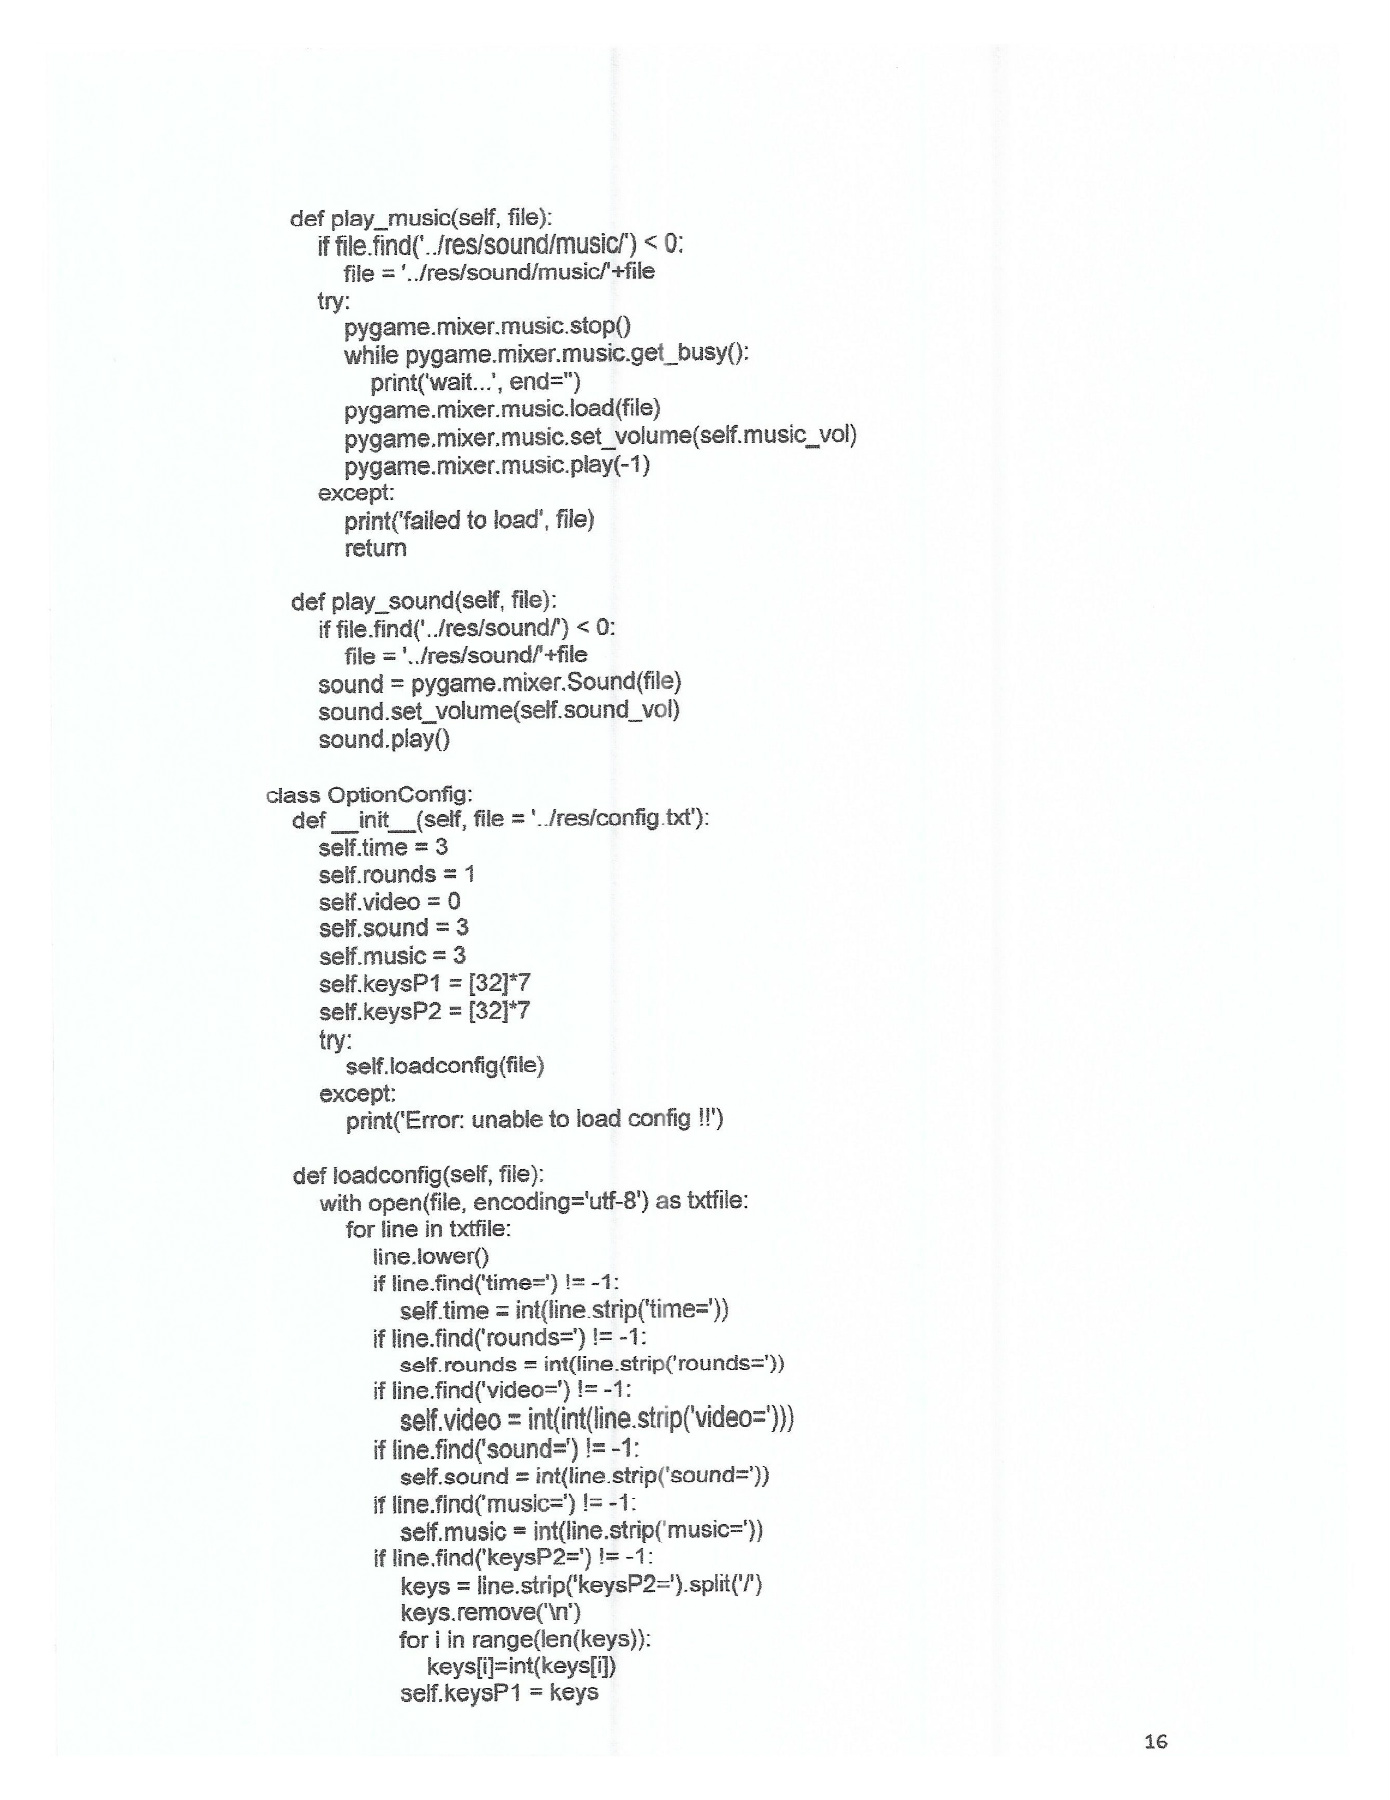 def play_music(self, file):
if file.find('../res/sound/music/') < 0:
file = '../res/sound/music/'+file
try:
pygame.mixer.music.stop()
while pygame.mixer.music.get_busy():
print('wait...', end='')
pygame.mixer.music.load(file)
pygame.mixer.music.set_volume(self.music_vol)
pygame.mixer.music.play(-1)
except:
print('failed to load', file)
return
def play_sound(self, file):
if file.find('../res/sound/') < 0:
file = '../res/sound/'+file
sound = pygame.mixer.Sound(file)
sound.set_volume(self.sound_vol)
sound.play()
class OptionConfig:
def __init__(self, file = '../res/config.txt'):
self.time = 3
self.rounds = 1
self.video = 0
self.sound = 3
self.music = 3
self.keysP1 = [32]*7
self.keysP2 = [32]*7
try:
self.loadconfig(file)
except:
print('Error: unable to load config !!')
def loadconfig(self, file):
with open(file, encoding='utf-8') as txtfile:
for line in txtfile:
line.lower()
if line.find('time=') != -1:
self.time = int(line.strip('time='))
if line.find('rounds=') != -1:
self.rounds = int(line.strip('rounds='))
if line.find('video=') != -1:
self.video = int(int(line.strip('video=')))
if line.find('sound=') != -1:
self.sound = int(line.strip('sound='))
if line.find('music=') != -1:
self.music = int(line.strip('music='))
if line.find('keysP2=') != -1:
keys = line.strip('keysP2=').split('/')
keys.remove('\n')
for i in range(len(keys)):
keys[i]=int(keys[i])
self.keysP1 = keys
16